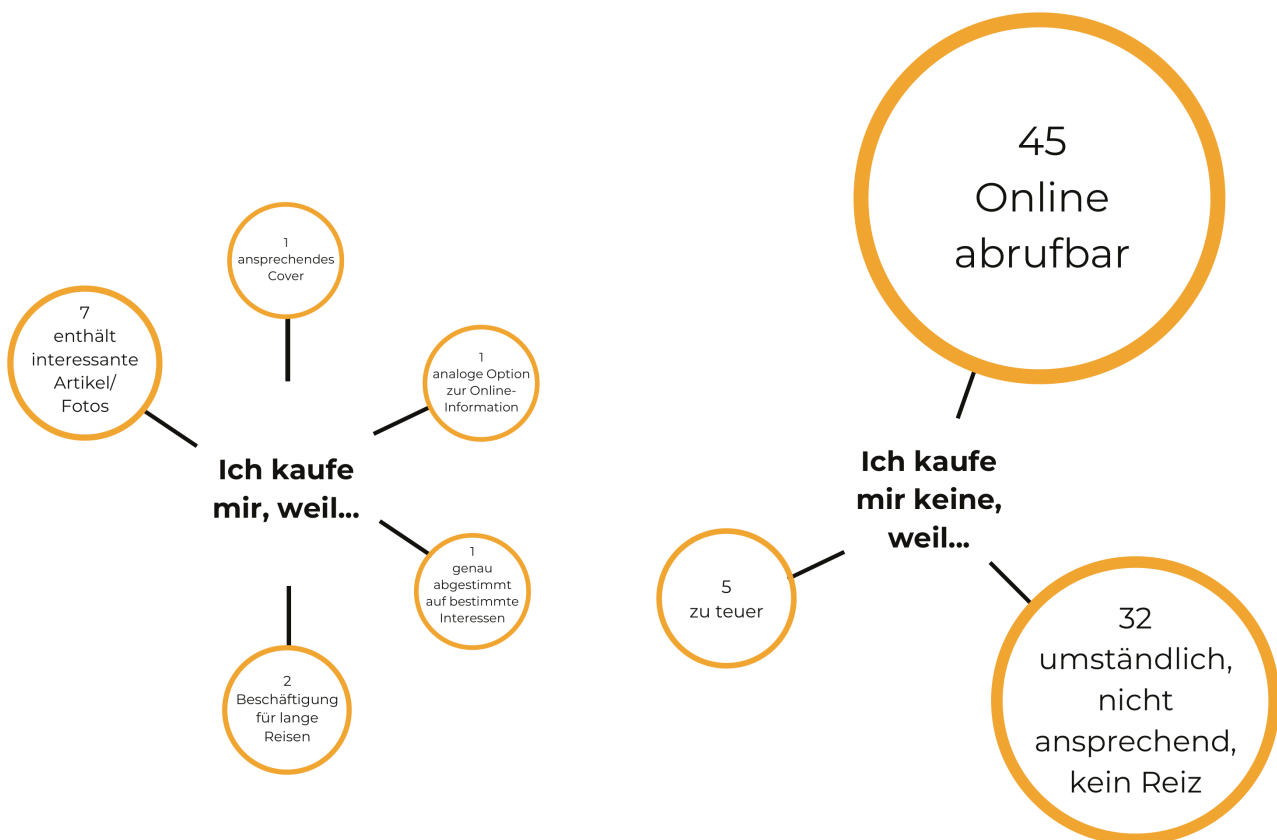 1
ansprechendes
Cover
7
enthält
interessante
Artikel/
Fotos
1
analoge Option
zur Online-
Information
Ich kaufe
mir, weil...
1
genau
abgestimmt
auf bestimmte
Interessen
2
Beschäftigung
für lange
Reisen
45
Online
abrufbar
Ich kaufe
mir keine,
weil...
5
zu teuer
32
umständlich,
nicht
ansprechend,
kein Reiz